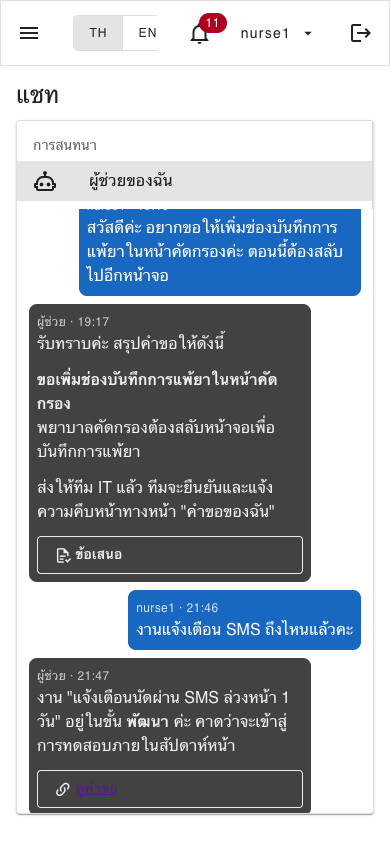 TH
EN
11
nurse1
แชท
การสนทนา
ผู้ช่วยของฉัน
สวัสดีค่ะ อยากขอให้เพิ่มช่องบันทึกการ
แพ้ยาในหน้าคัดกรองค่ะ ตอนนี้ต้องสลับ
ไปอีกหน้าจอ
ผู้ช่วย · 19:17
รับทราบค่ะ สรุปคำขอให้ดังนี้
ขอเพิ่มช่องบันทึกการแพ้ยาในหน้าคัด
กรอง
พยาบาลคัดกรองต้องสลับหน้าจอเพื่อ
บันทึกการแพ้ยา
ส่งให้ทีม IT แล้ว ทีมจะยืนยันและแจ้ง
ความคืบหน้าทางหน้า "คำขอของฉัน"
ข้อเสนอ
nurse1 · 21:46
งานแจ้งเตือน SMS ถึงไหนแล้วคะ
ผู้ช่วย · 21:47
งาน "แจ้งเตือนนัดผ่าน SMS ล่วงหน้า 1
วัน" อยู่ในขั้น พัฒนา ค่ะ คาดว่าจะเข้าสู่
การทดสอบภายในสัปดาห์หน้า
ดูคำขอ